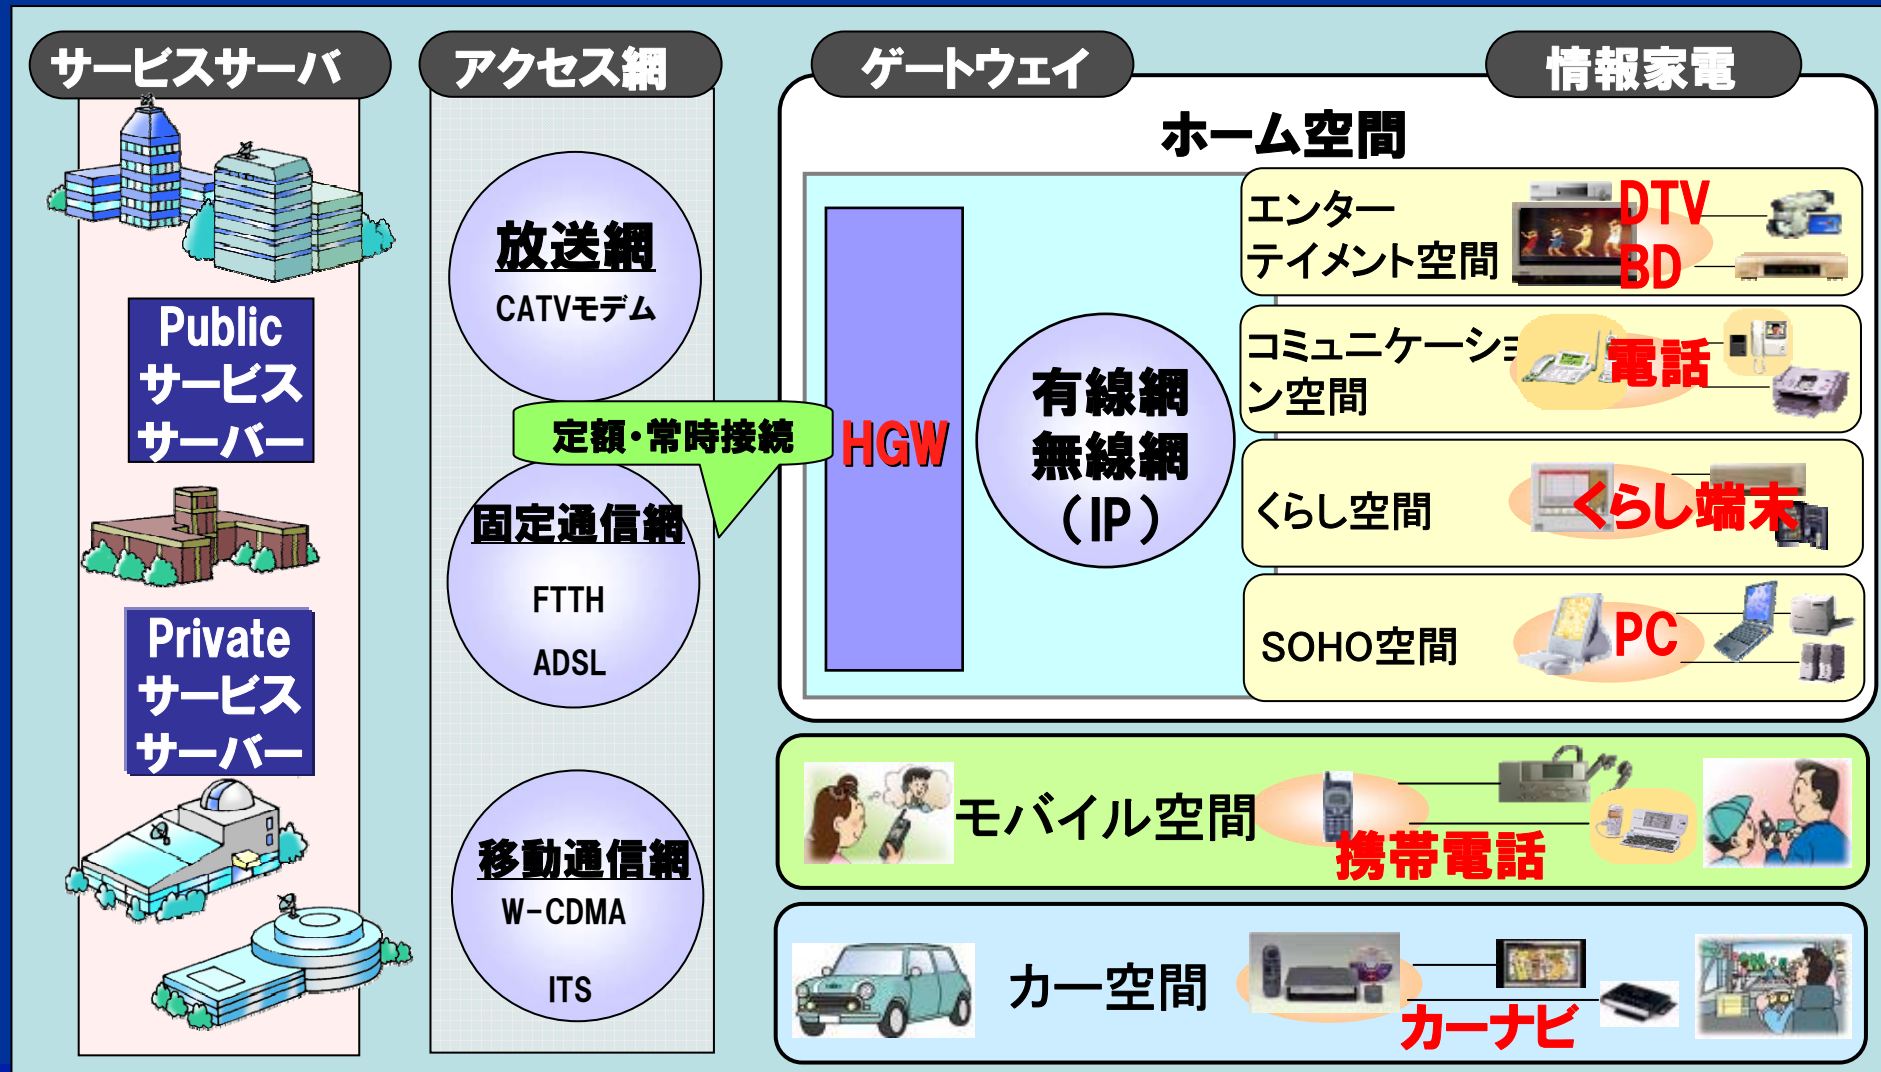 サービスサーバ
アクセス網
ゲートウェイ
情報家電
Public
サービス
サーバー
Private
サービス
サーバー
放送網
CATVモデム
定額・常時接続
固定通信網
FTTH
ADSL
移動通信網
W-CDMA
ITS
ホーム空間
HGW
有線網
無線網
（IP）
エンター
テイメント空間
DTV
BD
コミュニケーショ
ン空間
電話
くらし空間
くらし端末
SOHO空間
PC
モバイル空間
携帯電話
カー空間
カーナビ